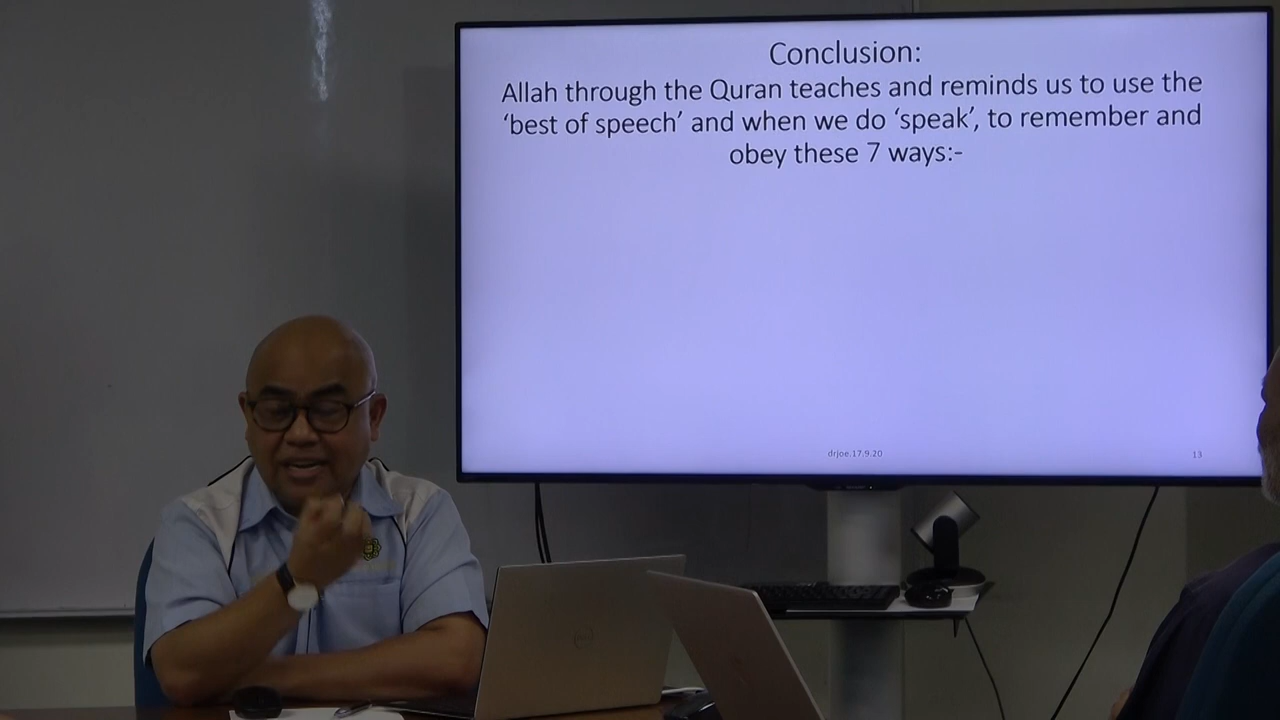 Conclusion:
Allah through the Quran teaches and reminds us to use the
‘best of speech’ and when we do ‘speak’, to remember and
obey these 7 ways:-
drjoe.17.9.20
13